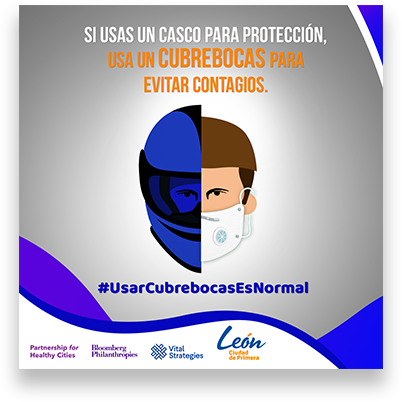 SI USAS UN CASCO PARA PROTECCIÓN,
USA UN CUBREBOCAS PARA
EVITAR CONTAGIOS.
#UsarCubrebocasEsNormal
Partnership for
Healthy Cities
Bloomberg
Philanthropies
Vital
Strategies
León
Ciudad
de Primera